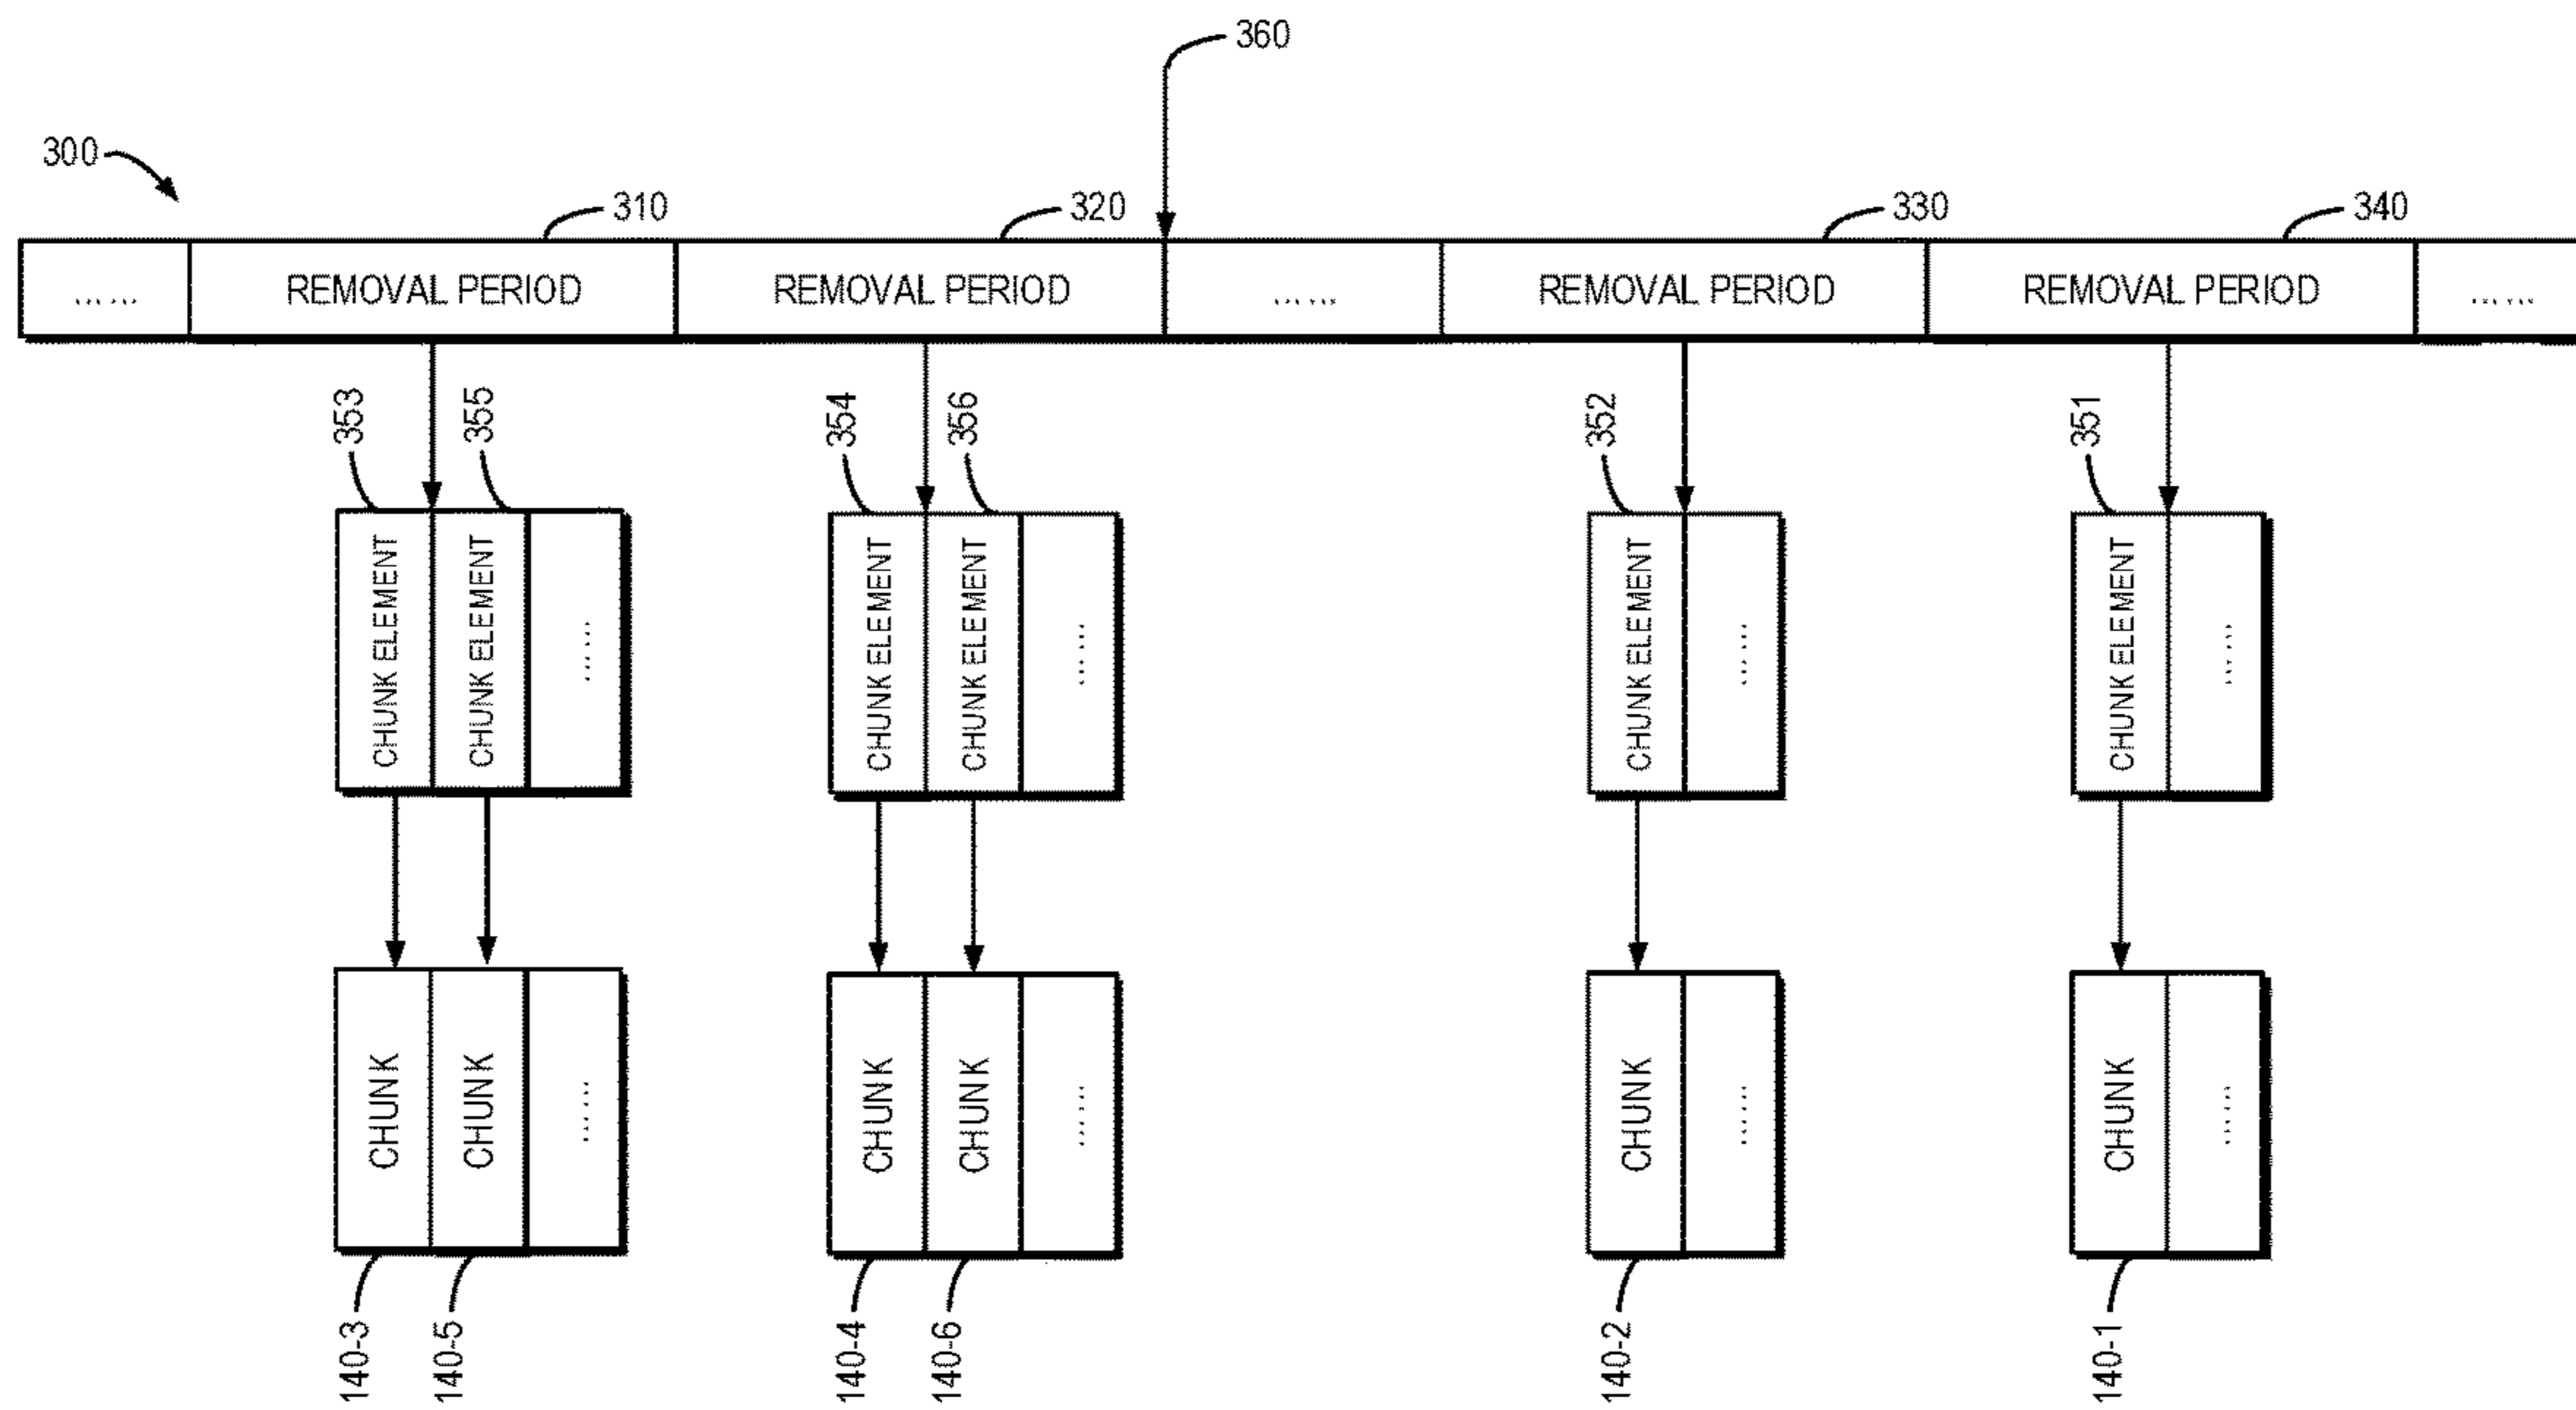 360
300
310
320
330
340
...... REMOVAL PERIOD REMOVAL PERIOD ...... REMOVAL PERIOD REMOVAL PERIOD ......
353
355
354
356
352
351
CHUNK ELEMENT
CHUNK ELEMENT
......
CHUNK ELEMENT
CHUNK ELEMENT
......
CHUNK ELEMENT
......
CHUNK ELEMENT
......
CHUNK
CHUNK
......
CHUNK
CHUNK
......
CHUNK
......
CHUNK
......
140-3
140-5
140-4
140-6
140-2
140-1